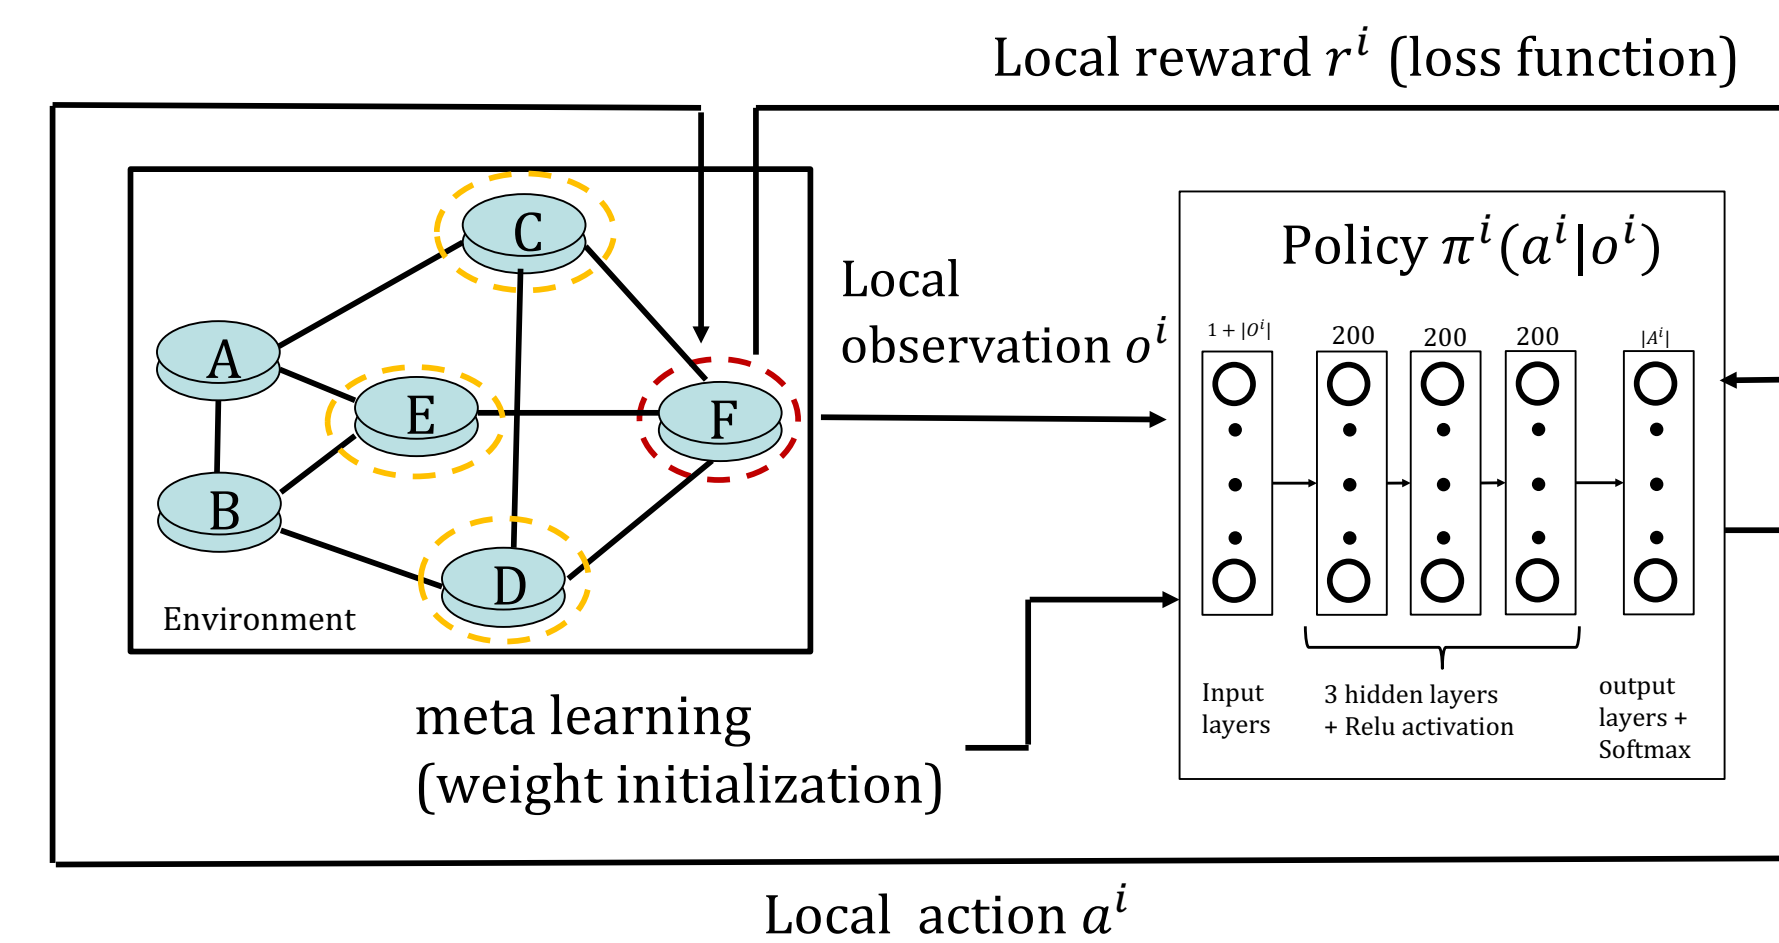 Local reward r^i (loss function)
C
A
E
F
B
D
Environment
Local
observation o^i
Policy π^i(a^i|o^i)
1 + |O^i|
200
200
200
|A^i|
Input
layers
3 hidden layers
+ Relu activation
output
layers +
Softmax
meta learning
(weight initialization)
Local action a^i